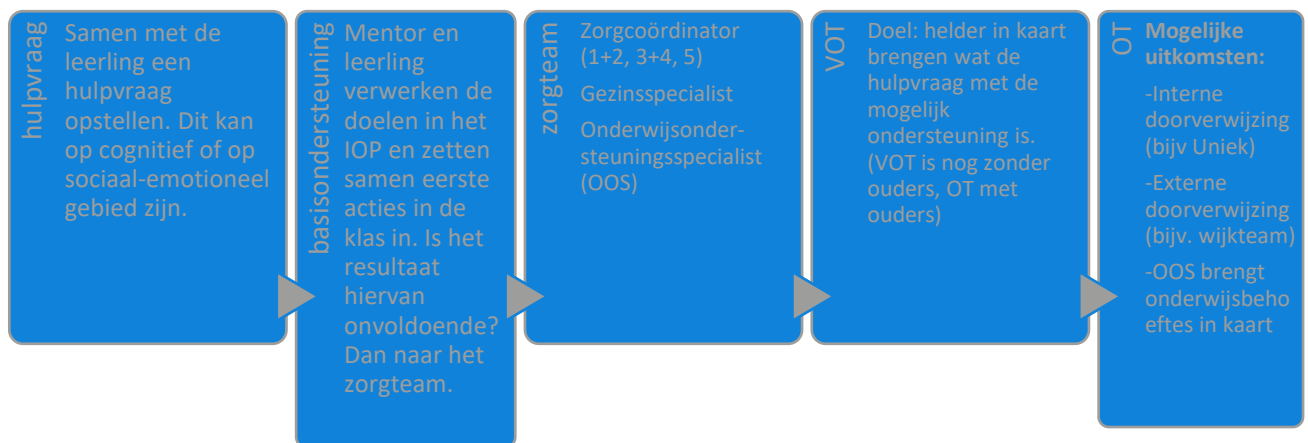 hulpvraag
Samen met de
leerling een
hulpvraag
opstellen. Dit kan
op cognitief of op
sociaal-emotioneel
gebied zijn.
basisondersteuning
Mentor en
leerling
verwerken de
doelen in het
IOP en zetten
samen eerste
acties in de
klas in. Is het
resultaat
hiervan
onvoldoende?
Dan naar het
zorgteam.
zorgteam
Zorgcoördinator
(1+2, 3+4, 5)
Gezinsspecialist
Onderwijsonder-
steuningsspecialist
(OOS)
VOT
Doel: helder in kaart
brengen wat de
hulpvraag met de
mogelijk
ondersteuning is.
(VOT is nog zonder
ouders, OT met
ouders)
OT
Mogelijke
uitkomsten:
-Interne
doorverwijzing
(bijv Uniek)
-Externe
doorverwijzing
(bijv. wijkteam)
-OOS brengt
onderwijsbeho
eftes in kaart